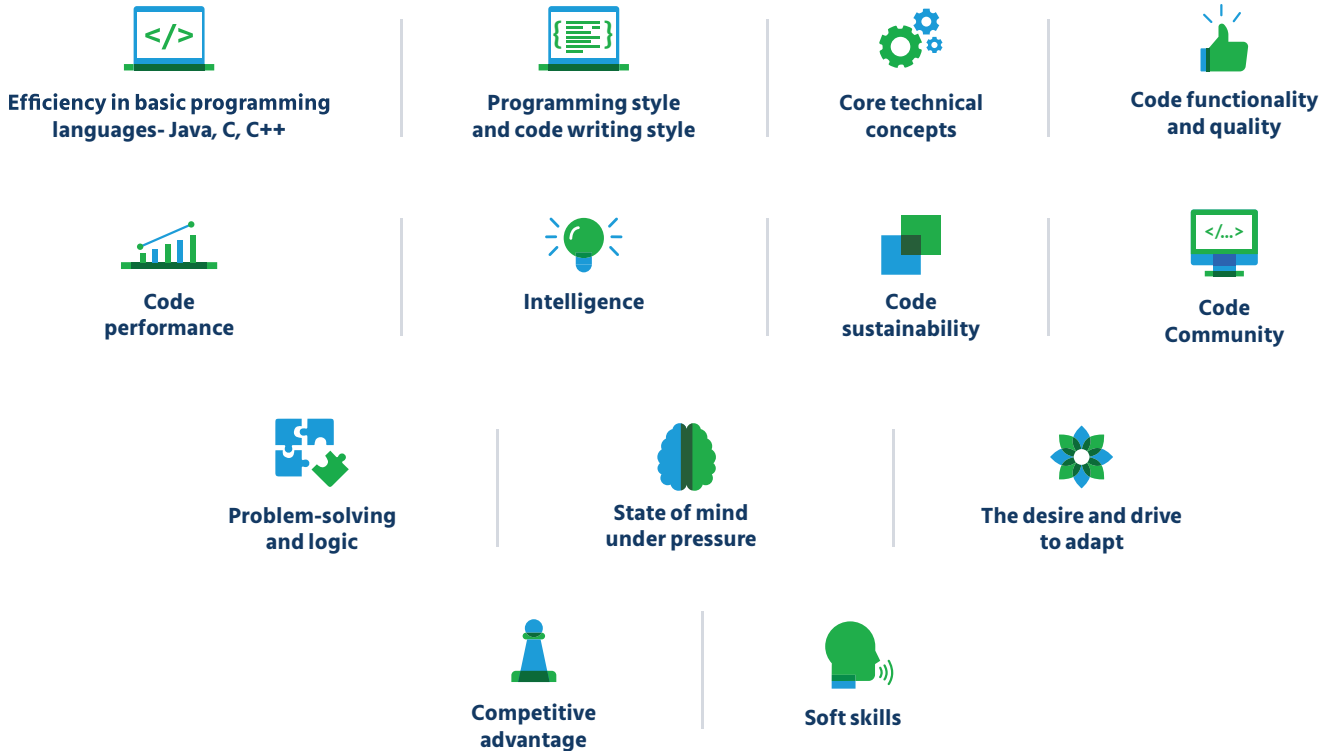 </>
{ }
Efficiency in basic programming
languages- Java, C, C++
Programming style
and code writing style
Core technical
concepts
Code functionality
and quality
</...>
Code
performance
Intelligence
Code
sustainability
Code
Community
Problem-solving
and logic
State of mind
under pressure
The desire and drive
to adapt
Competitive
advantage
Soft skills